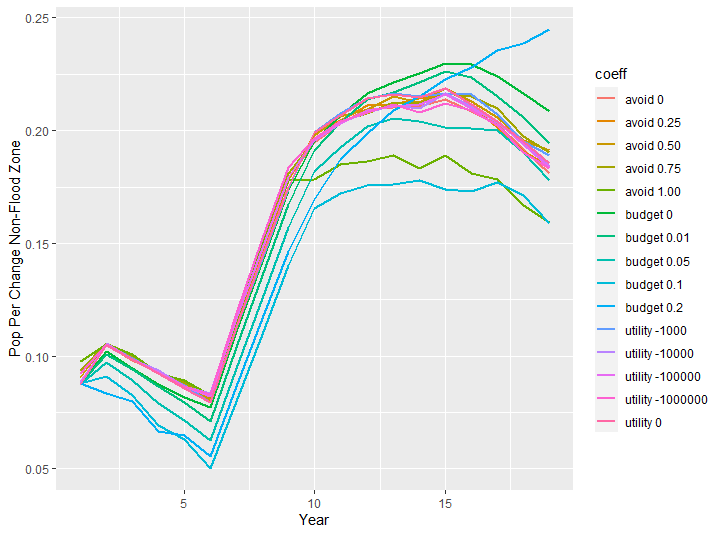 0.25
0.20
0.15
0.10
0.05
Pop Per Change Non-Flood Zone
5
10
15
Year
coeff
avoid 0
avoid 0.25
avoid 0.50
avoid 0.75
avoid 1.00
budget 0
budget 0.01
budget 0.05
budget 0.1
budget 0.2
utility -1000
utility -10000
utility -100000
utility -1000000
utility 0